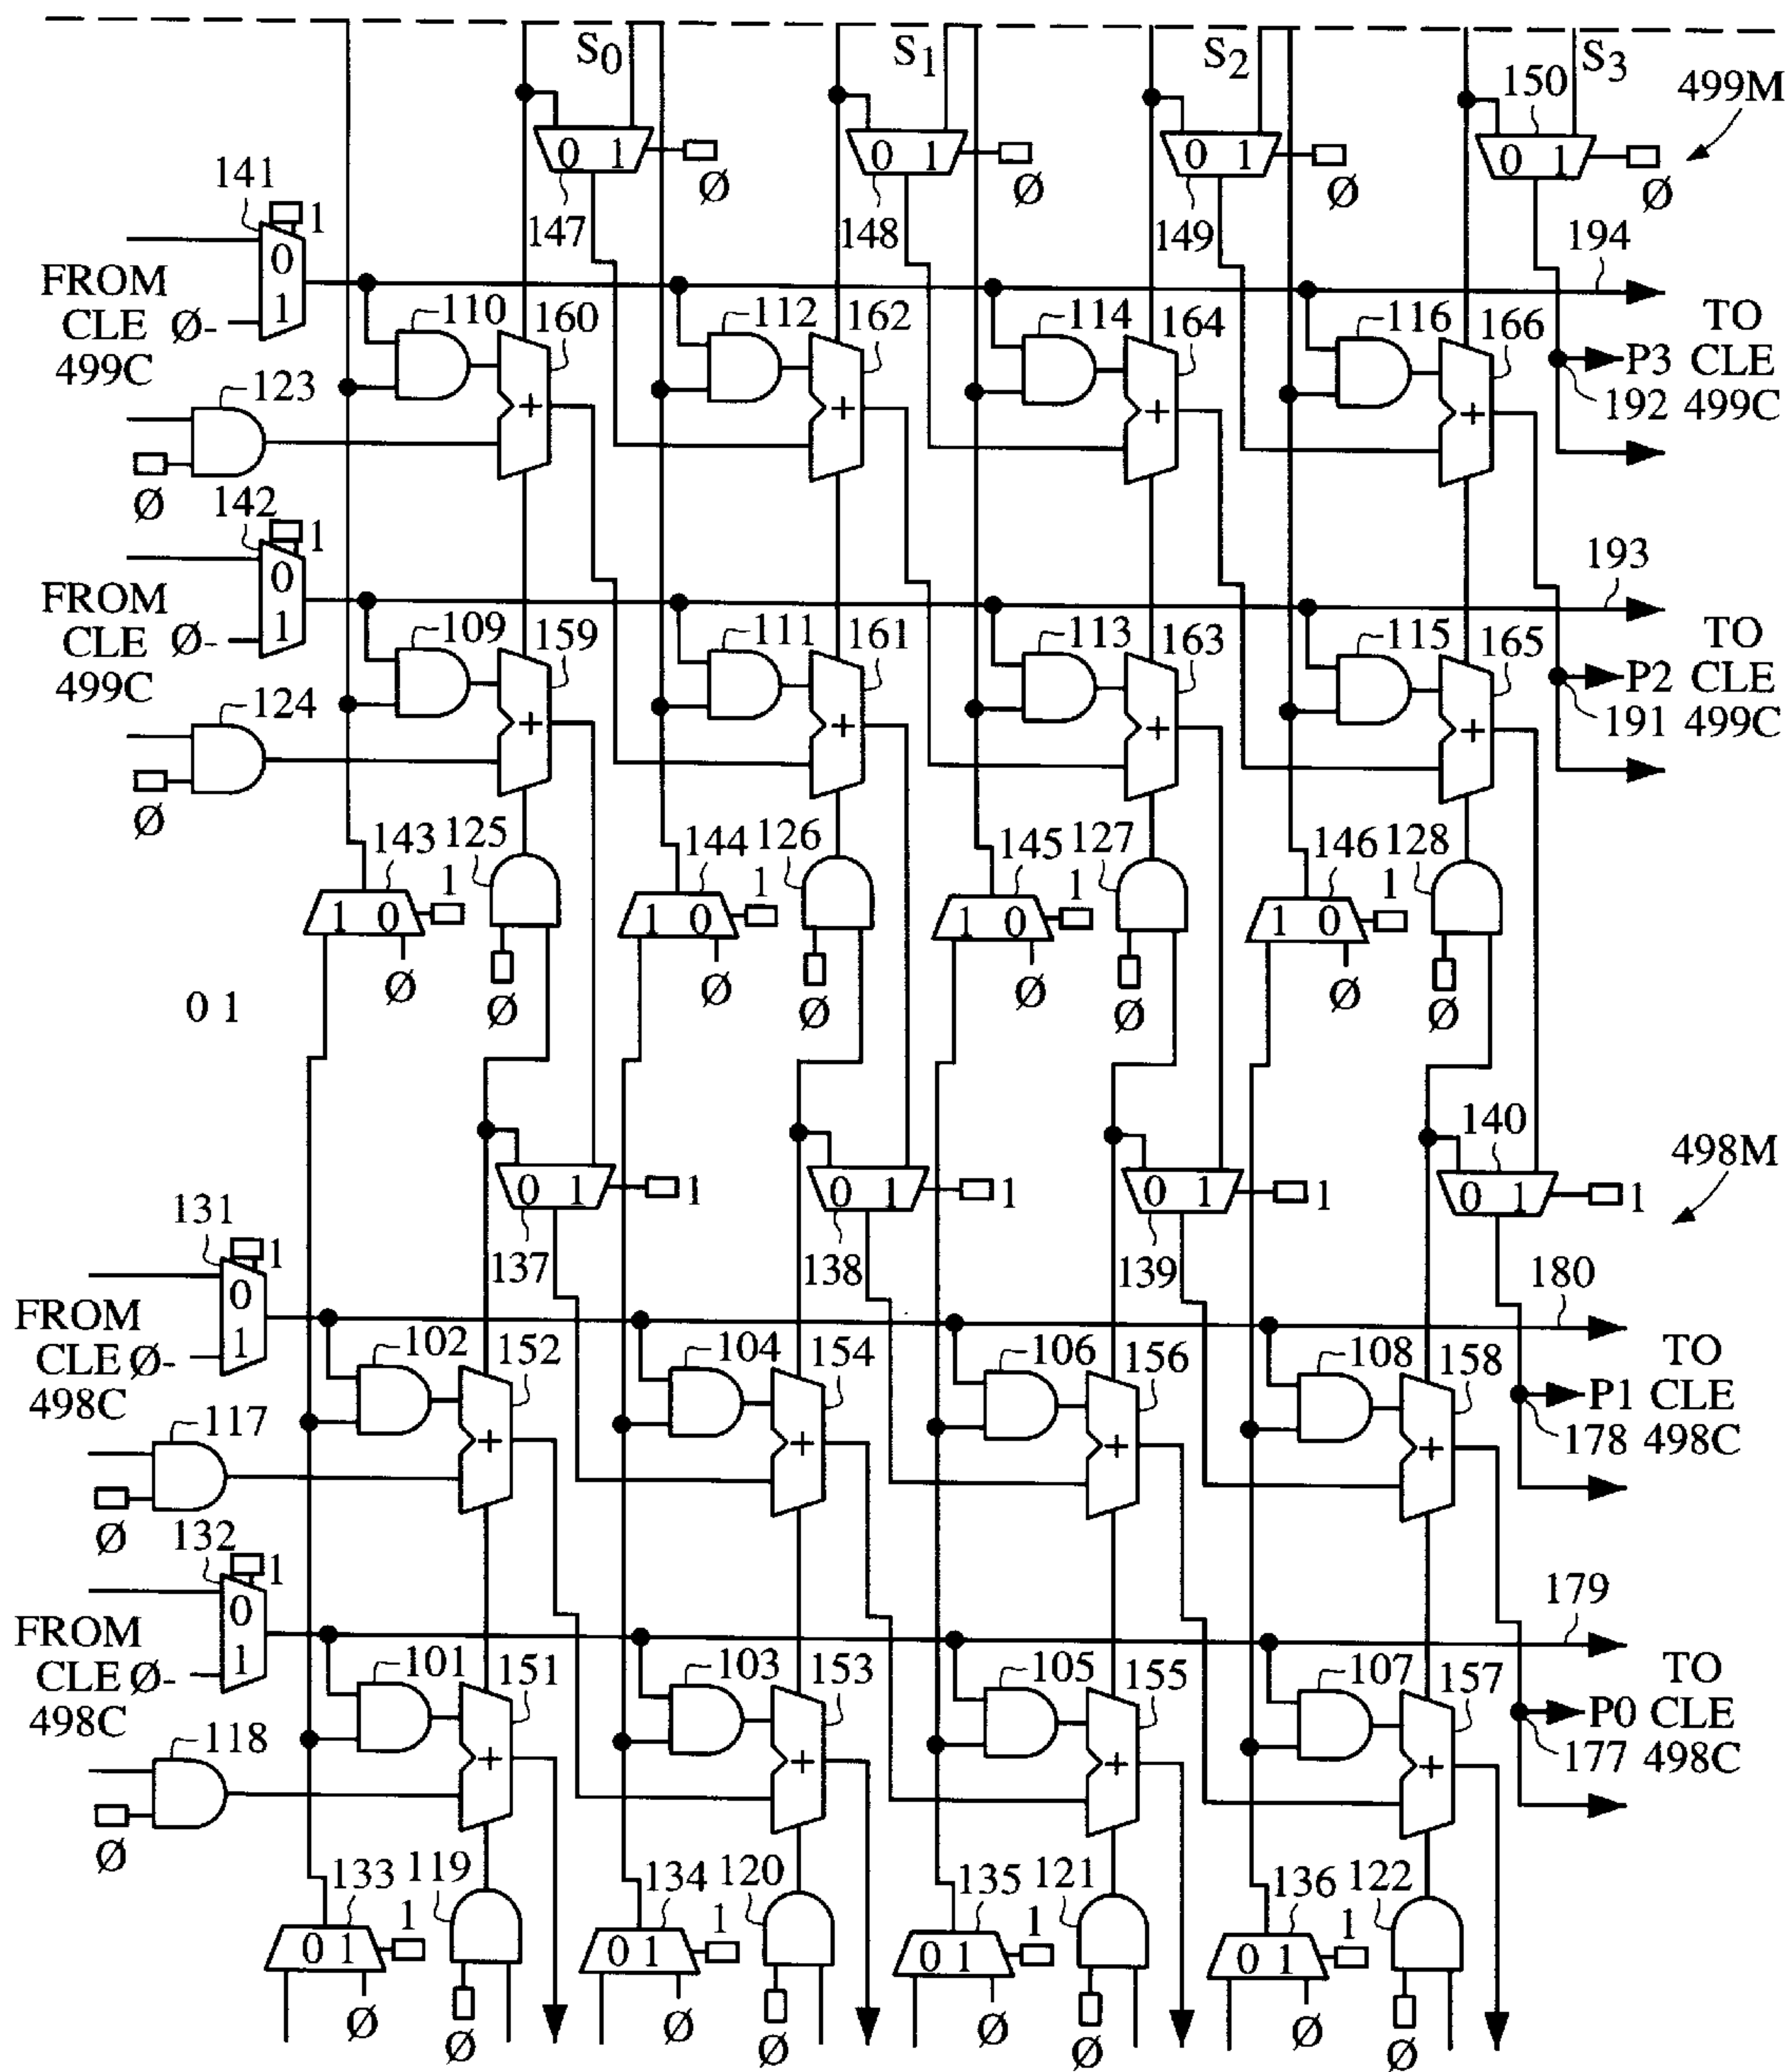 S0 S1 S2 S3
150 499M
0 1 0 1 0 1 0 1
Ø Ø Ø Ø
141 1 147 148 149 194
0
FROM 110 160 112 162 114 164 116 166 TO
CLE Ø- 1 P3 CLE
499C 192 499C
123 + + + +
Ø
142 1 193
0
FROM 109 159 111 161 113 163 115 165 TO
CLE Ø- 1 P2 CLE
499C 191 499C
124 + + + +
Ø
143 125 144 126 145 127 146 128
1 0 1 1 0 1 1 0 1 1 0 1
Ø Ø Ø Ø Ø Ø Ø Ø
0 1
140 498M
0 1 1 0 1 1 0 1 1 0 1 1
131 1 137 138 139 180
0
FROM 102 152 104 154 106 156 108 158 TO
CLE Ø- 1 P1 CLE
498C 178 498C
117 + + + +
Ø
132 1 179
0
FROM 101 151 103 153 105 155 107 157 TO
CLE Ø- 1 P0 CLE
498C 177 498C
118 + + + +
Ø
133 119 134 120 135 121 136 122
0 1 1 0 1 1 0 1 1 0 1 1
Ø Ø Ø Ø Ø Ø Ø Ø